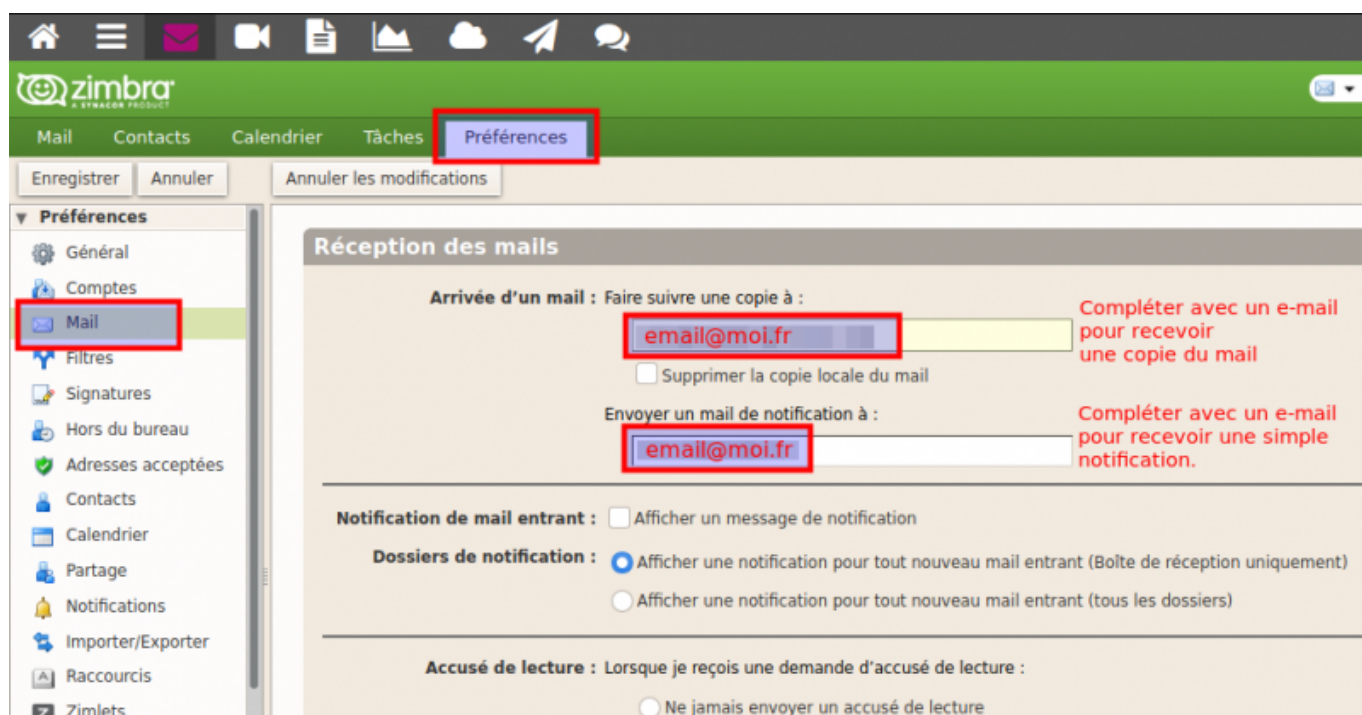 zimbra
A SYNACOR PRODUCT
Mail Contacts Calendrier Tâches Préférences
Enregistrer Annuler Annuler les modifications
Préférences
Général
Comptes
Mail
Filtres
Signatures
Hors du bureau
Adresses acceptées
Contacts
Calendrier
Partage
Notifications
Importer/Exporter
Raccourcis
Zimlets
Réception des mails
Arrivée d'un mail : Faire suivre une copie à :
email@moi.fr
Compléter avec un e-mail
pour recevoir
une copie du mail
Supprimer la copie locale du mail
Envoyer un mail de notification à :
email@moi.fr
Compléter avec un e-mail
pour recevoir une simple
notification.
Notification de mail entrant : Afficher un message de notification
Dossiers de notification : Afficher une notification pour tout nouveau mail entrant (Boîte de réception uniquement)
Afficher une notification pour tout nouveau mail entrant (tous les dossiers)
Accusé de lecture : Lorsque je reçois une demande d'accusé de lecture :
Ne jamais envoyer un accusé de lecture